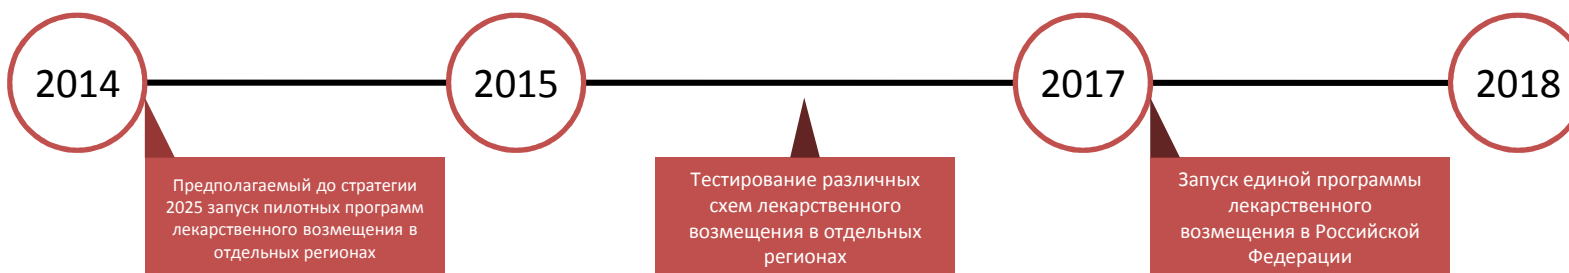 2014
2015
2017
2018
Предполагаемый до стратегии
2025 запуск пилотных программ
лекарственного возмещения в
отдельных регионах
Тестирование различных
схем лекарственного
возмещения в отдельных
регионах
Запуск единой программы
лекарственного
возмещения в Российской
Федерации